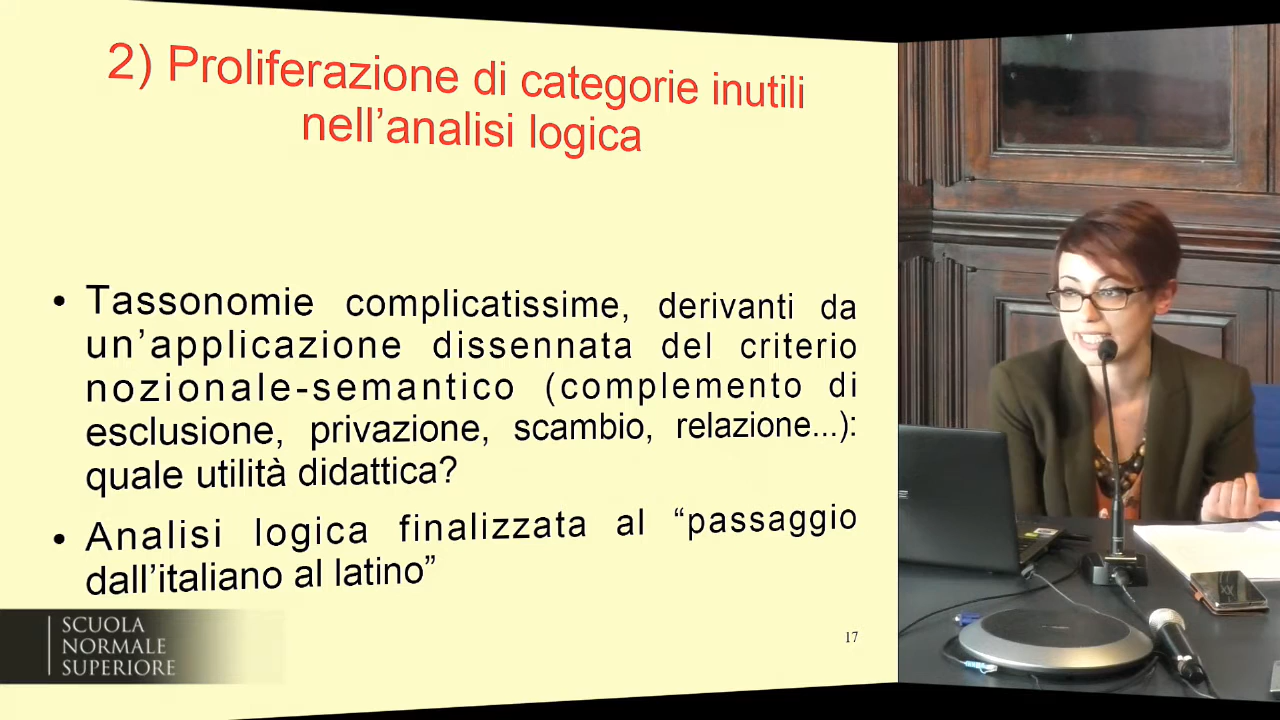 2) Proliferazione di categorie inutili
nell’analisi logica
• Tassonomie complicatissime, derivanti da
un’applicazione dissennata del criterio
nozionale-semantico (complemento di
esclusione, privazione, scambio, relazione...):
quale utilità didattica?
• Analisi logica finalizzata al “passaggio
dall’italiano al latino”
SCUOLA
NORMALE
SUPERIORE
17